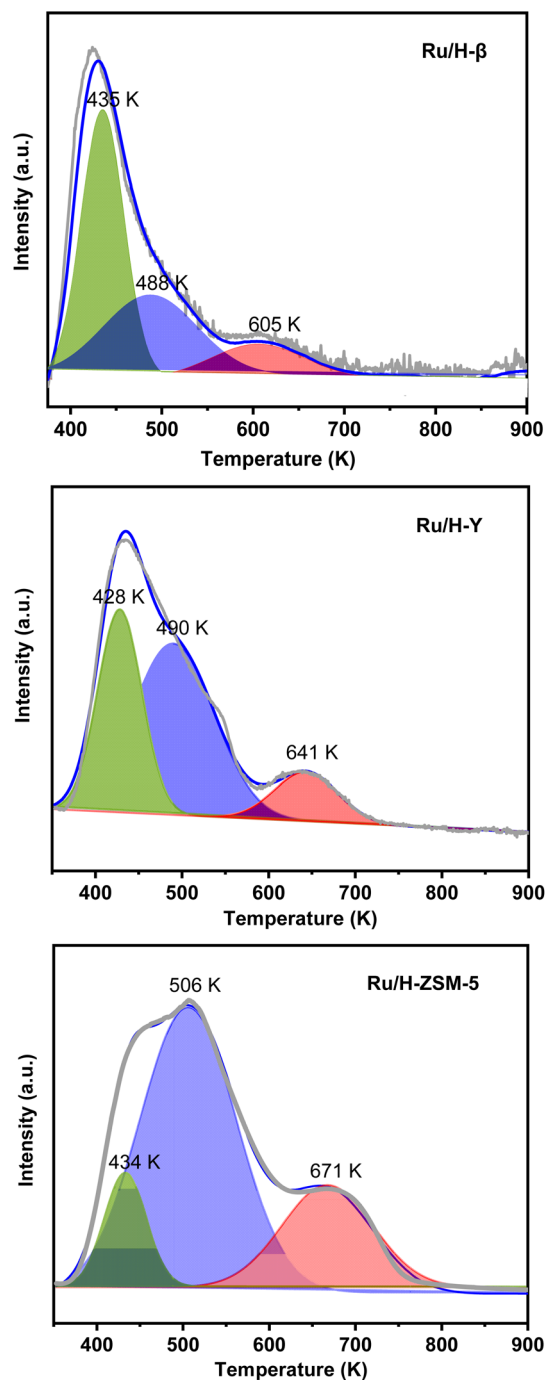 Ru/H-β
435 K
488 K
605 K
Intensity (a.u.)
400 500 600 700 800 900
Temperature (K)
Ru/H-Y
428 K
490 K
641 K
Intensity (a.u.)
400 500 600 700 800 900
Temperature (K)
Ru/H-ZSM-5
506 K
434 K
671 K
Intensity (a.u.)
400 500 600 700 800 900
Temperature (K)